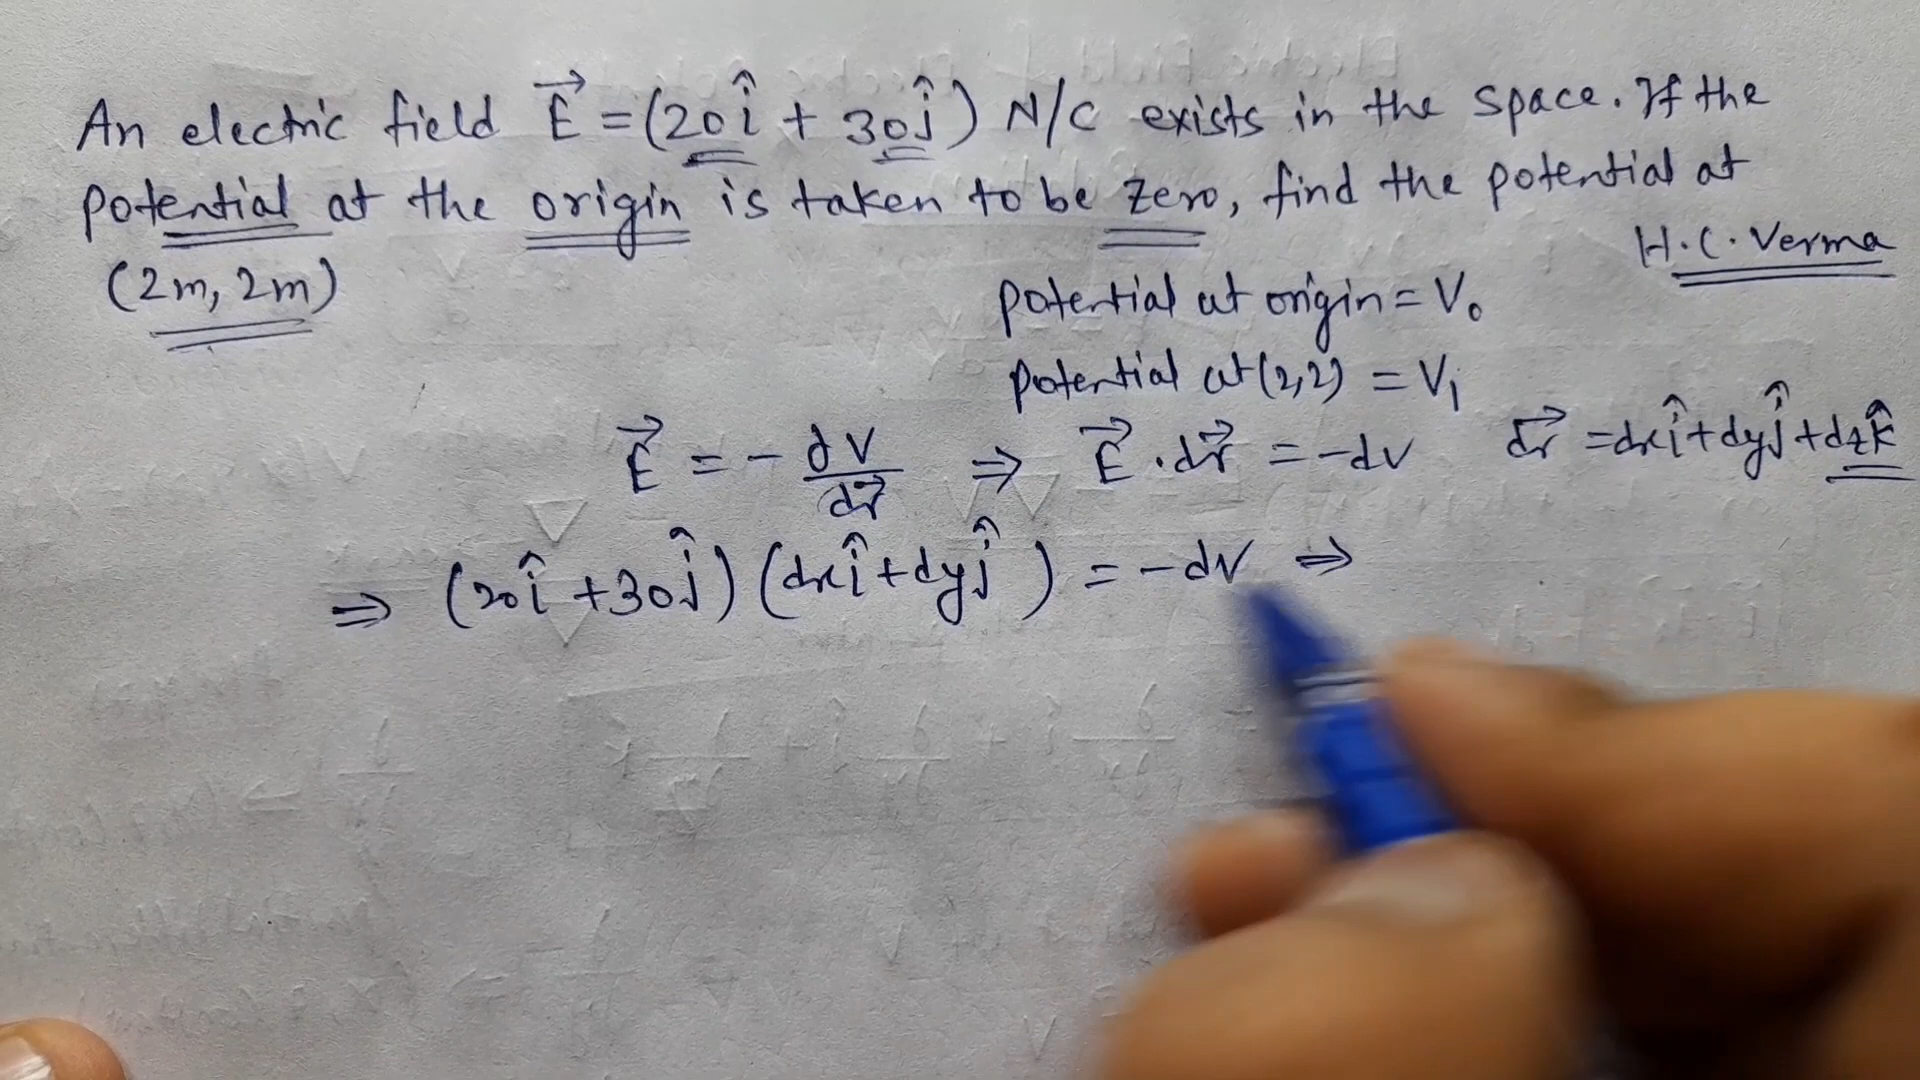 An electric field E⃗ = (20î + 30ĵ) N/C exists in the space. If the
potential at the origin is taken to be zero, find the potential at
(2m, 2m)
H.C. Verma
potential at origin = V₀
potential at (2,2) = V₁
E⃗ = - dV/dr⃗ ⇒ E⃗ . dr⃗ = -dv dr⃗ = dxî + dyĵ + dzk̂
⇒ (20î + 30ĵ) (dxî + dyĵ ) = -dv ⇒